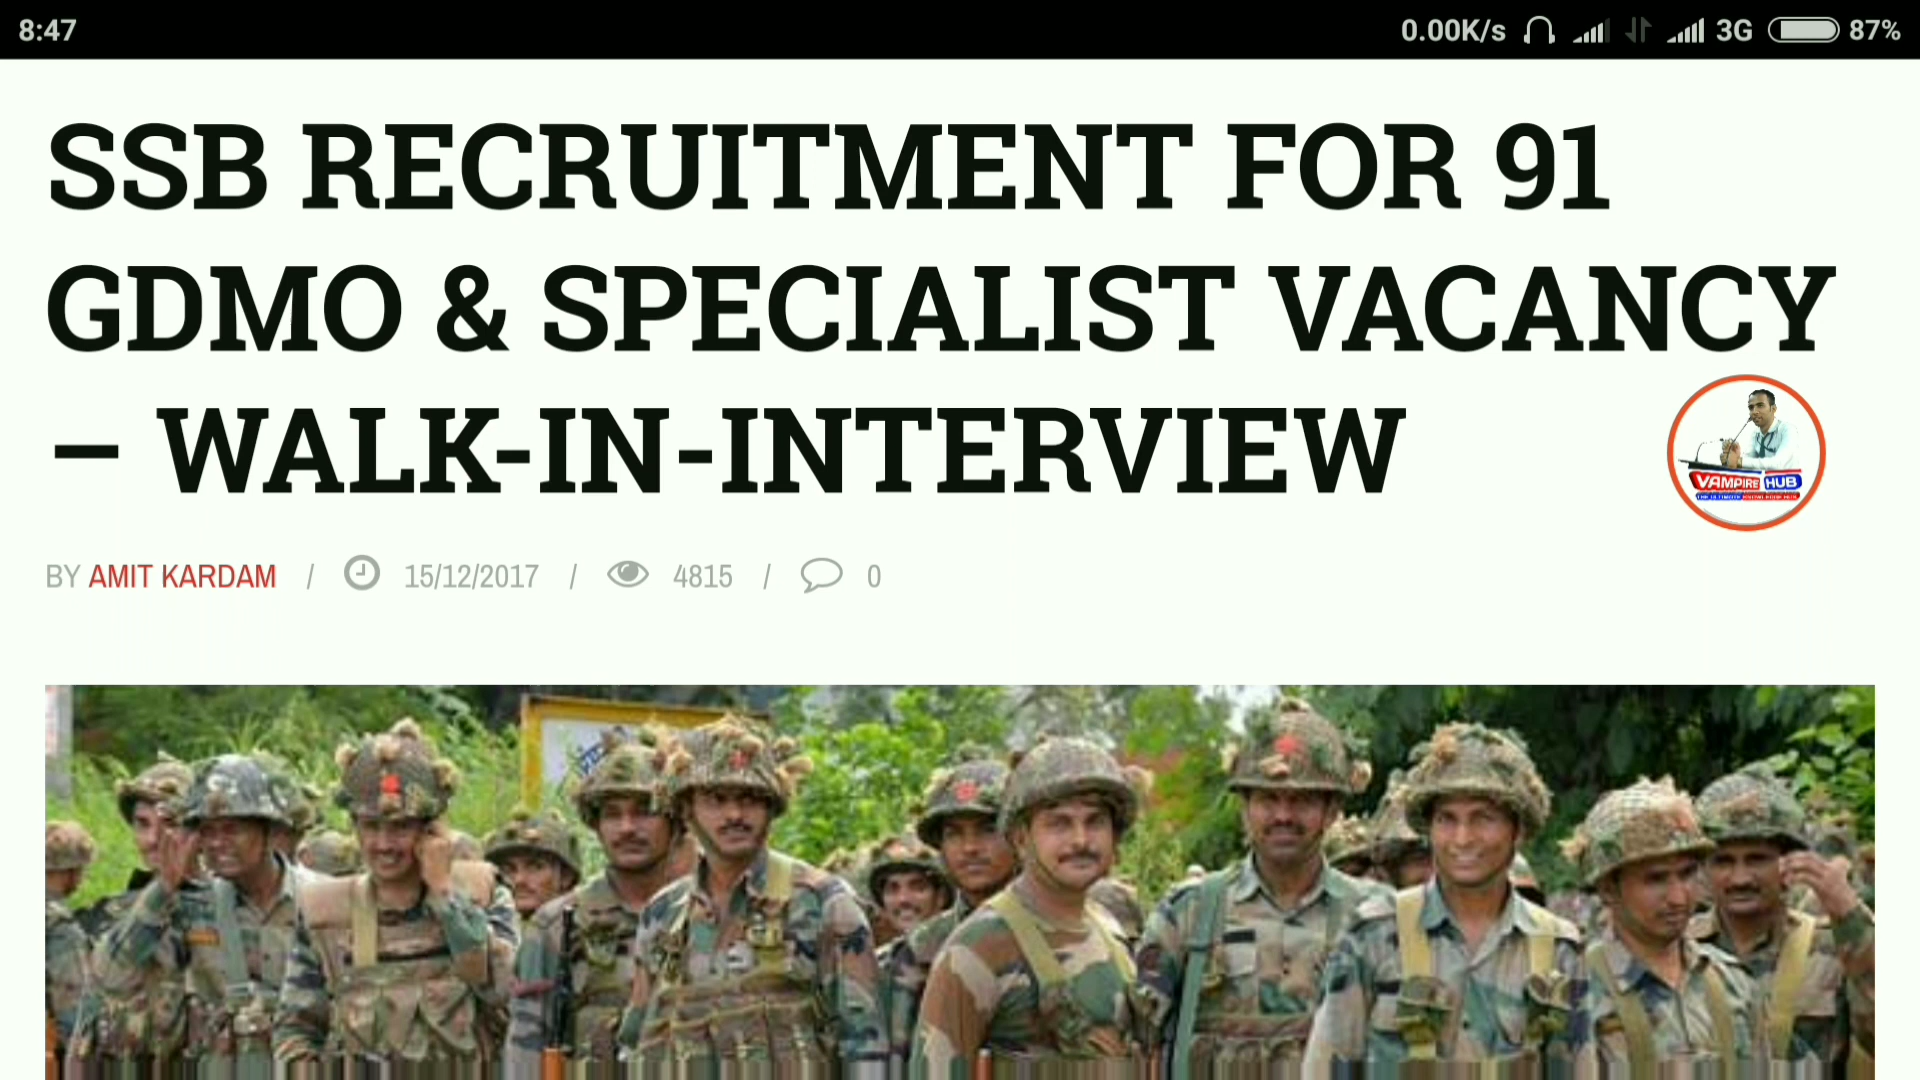 8:47
0.00K/s 3G 87%
SSB RECRUITMENT FOR 91
GDMO & SPECIALIST VACANCY
– WALK-IN-INTERVIEW
VAMPIRE HUB
BY AMIT KARDAM / 15/12/2017 / 4815 / 0